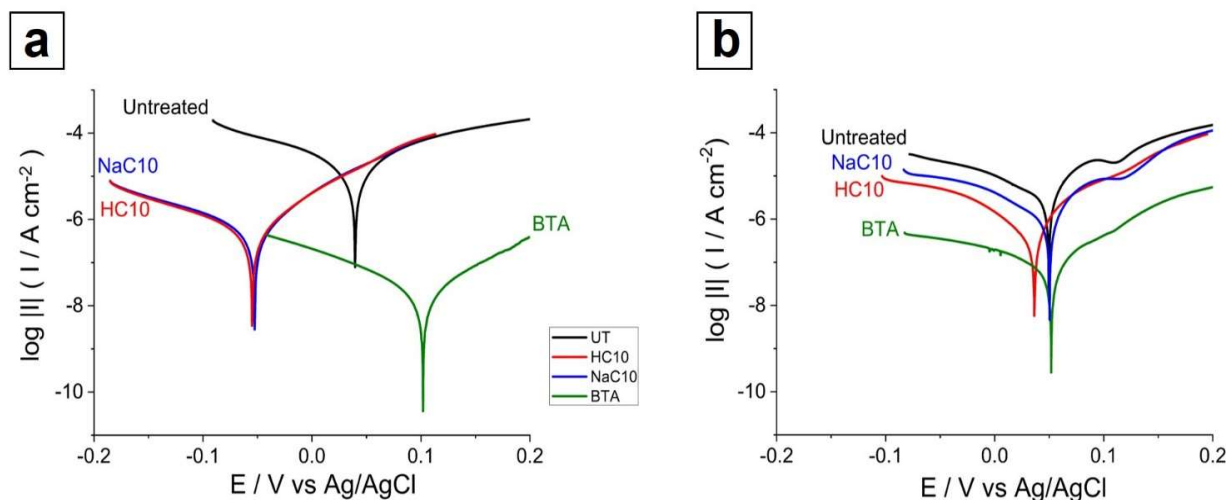 a
Untreated
NaC10
HC10
BTA
-4
-6
-8
-10
log |I| ( I / A cm-2)
-0.2 -0.1 0.0 0.1 0.2
E / V vs Ag/AgCl
UT
HC10
NaC10
BTA
b
Untreated
NaC10
HC10
BTA
-4
-6
-8
-10
log |I| ( I / A cm-2)
-0.2 -0.1 0.0 0.1 0.2
E / V vs Ag/AgCl